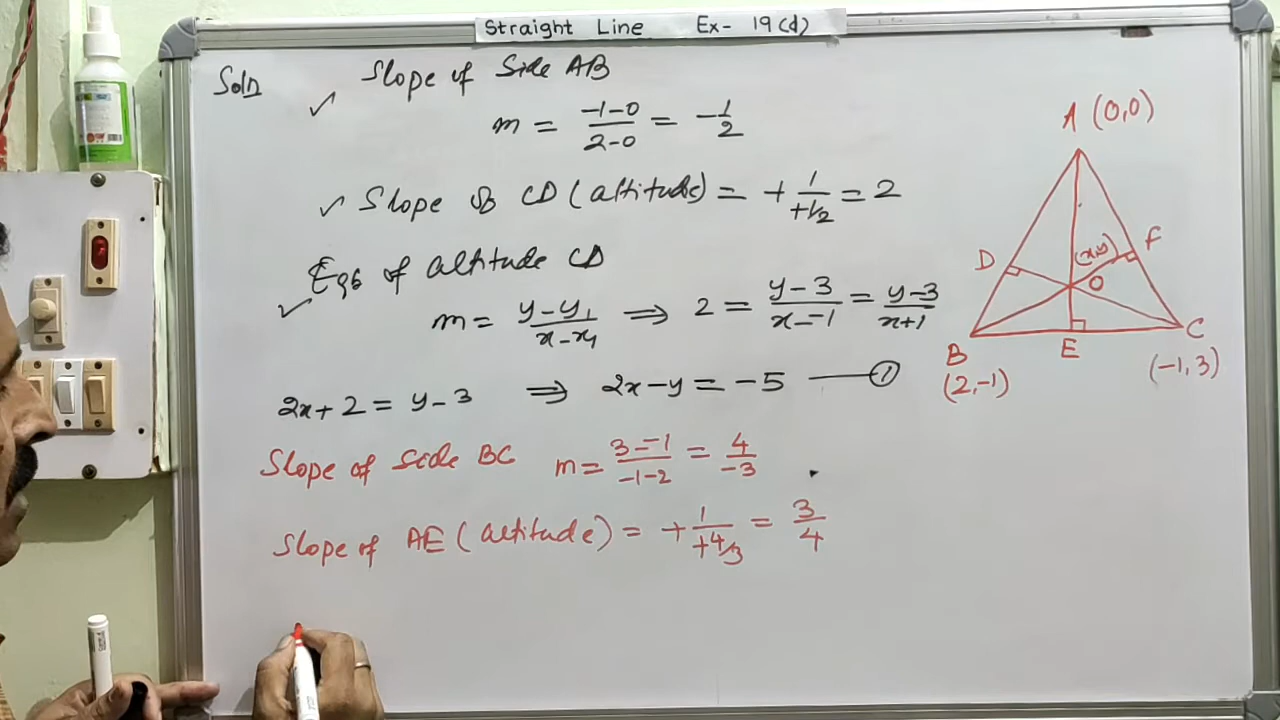 Straight Line Ex- 19(d)
Soln
✓ Slope of Side AB
m = -1-0/2-0 = -1/2
✓ Slope of CD (altitude) = + 1/+1/2 = 2
✓ Eqn of altitude CD
m = y-y1/x-x1 ⇒ 2 = y-3/x--1 = y-3/x+1
2x+2 = y-3 ⇒ 2x-y = -5 —— ①
Slope of side BC m = 3--1/-1-2 = 4/-3
Slope of AE (altitude) = + 1/+4/3 = 3/4
A (0,0)
D
F
(x,y)
O
B
E
C
(2,-1)
(-1,3)